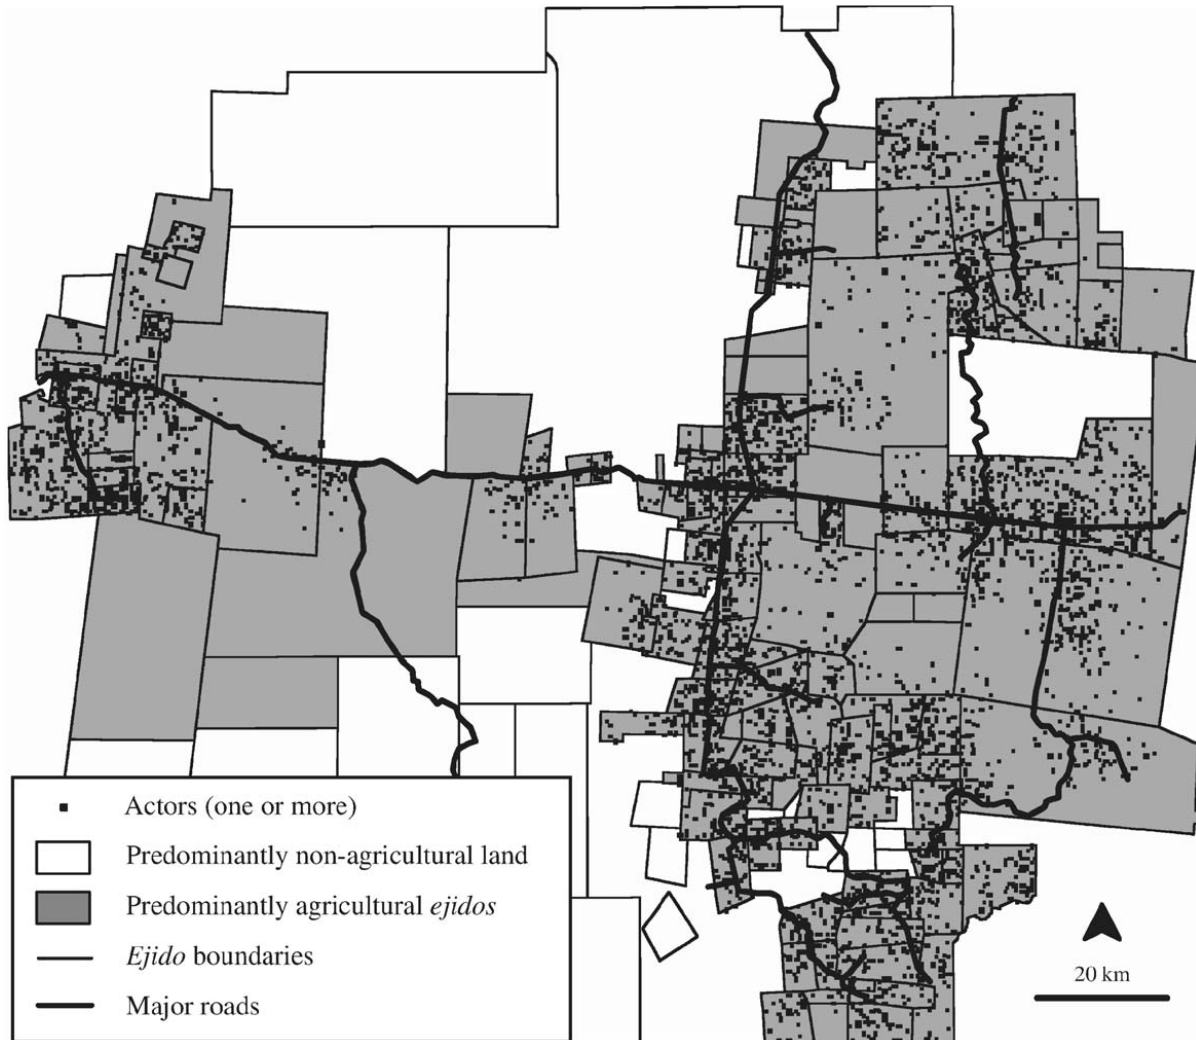 Actors (one or more)
Predominantly non-agricultural land
Predominantly agricultural ejidos
Ejido boundaries
Major roads
20 km